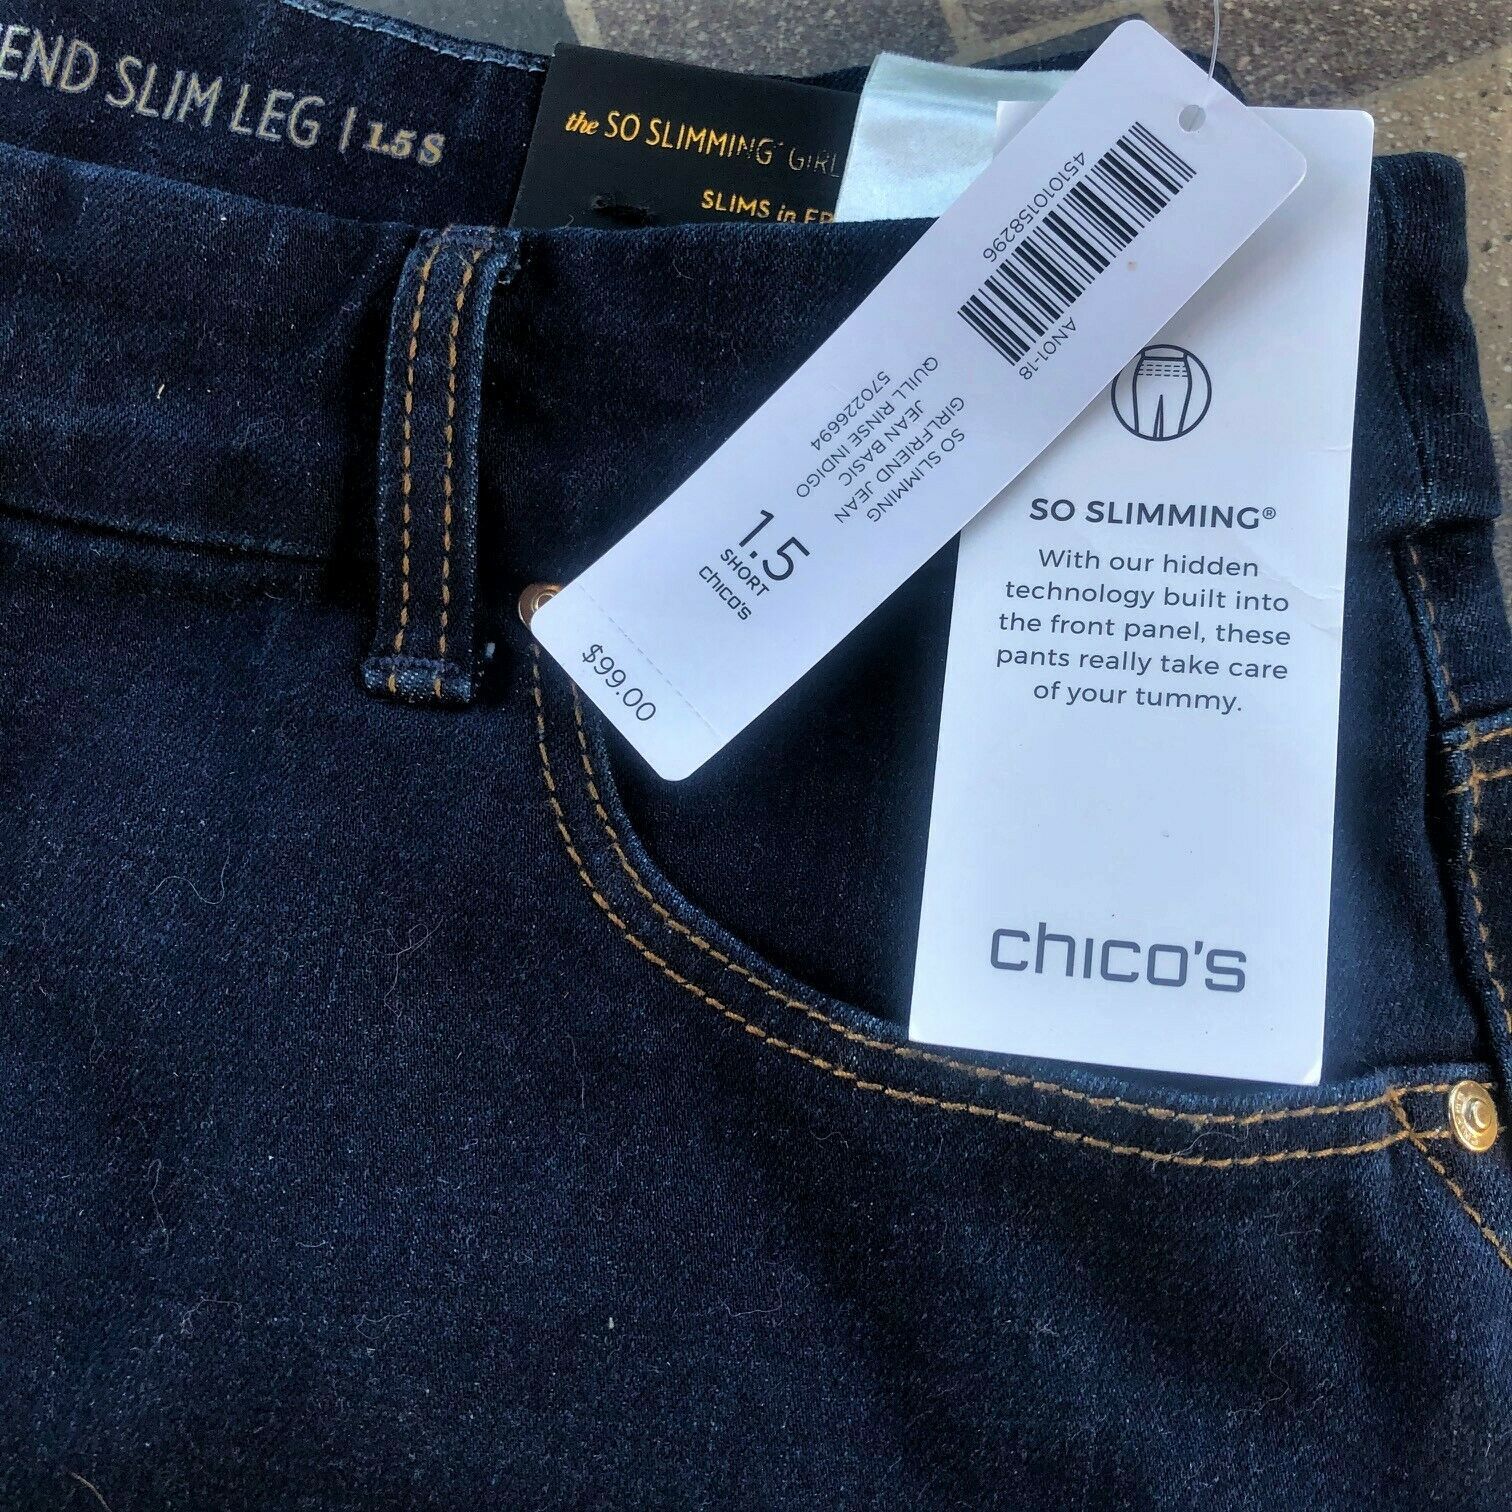 END SLIM LEG | 1.5 S
the SO SLIMMING GIRL
SLIMS in FR
451010158296
AN01-18
SO SLIMMING
GIRLFRIEND JEAN
JEAN BASIC
C
QUILL RINSE INDIGO
570226694
1.5
SHORT
chico's
$99.00
SO SLIMMING®
With our hidden
technology built into
the front panel, these
pants really take care
of your tummy.
chico's